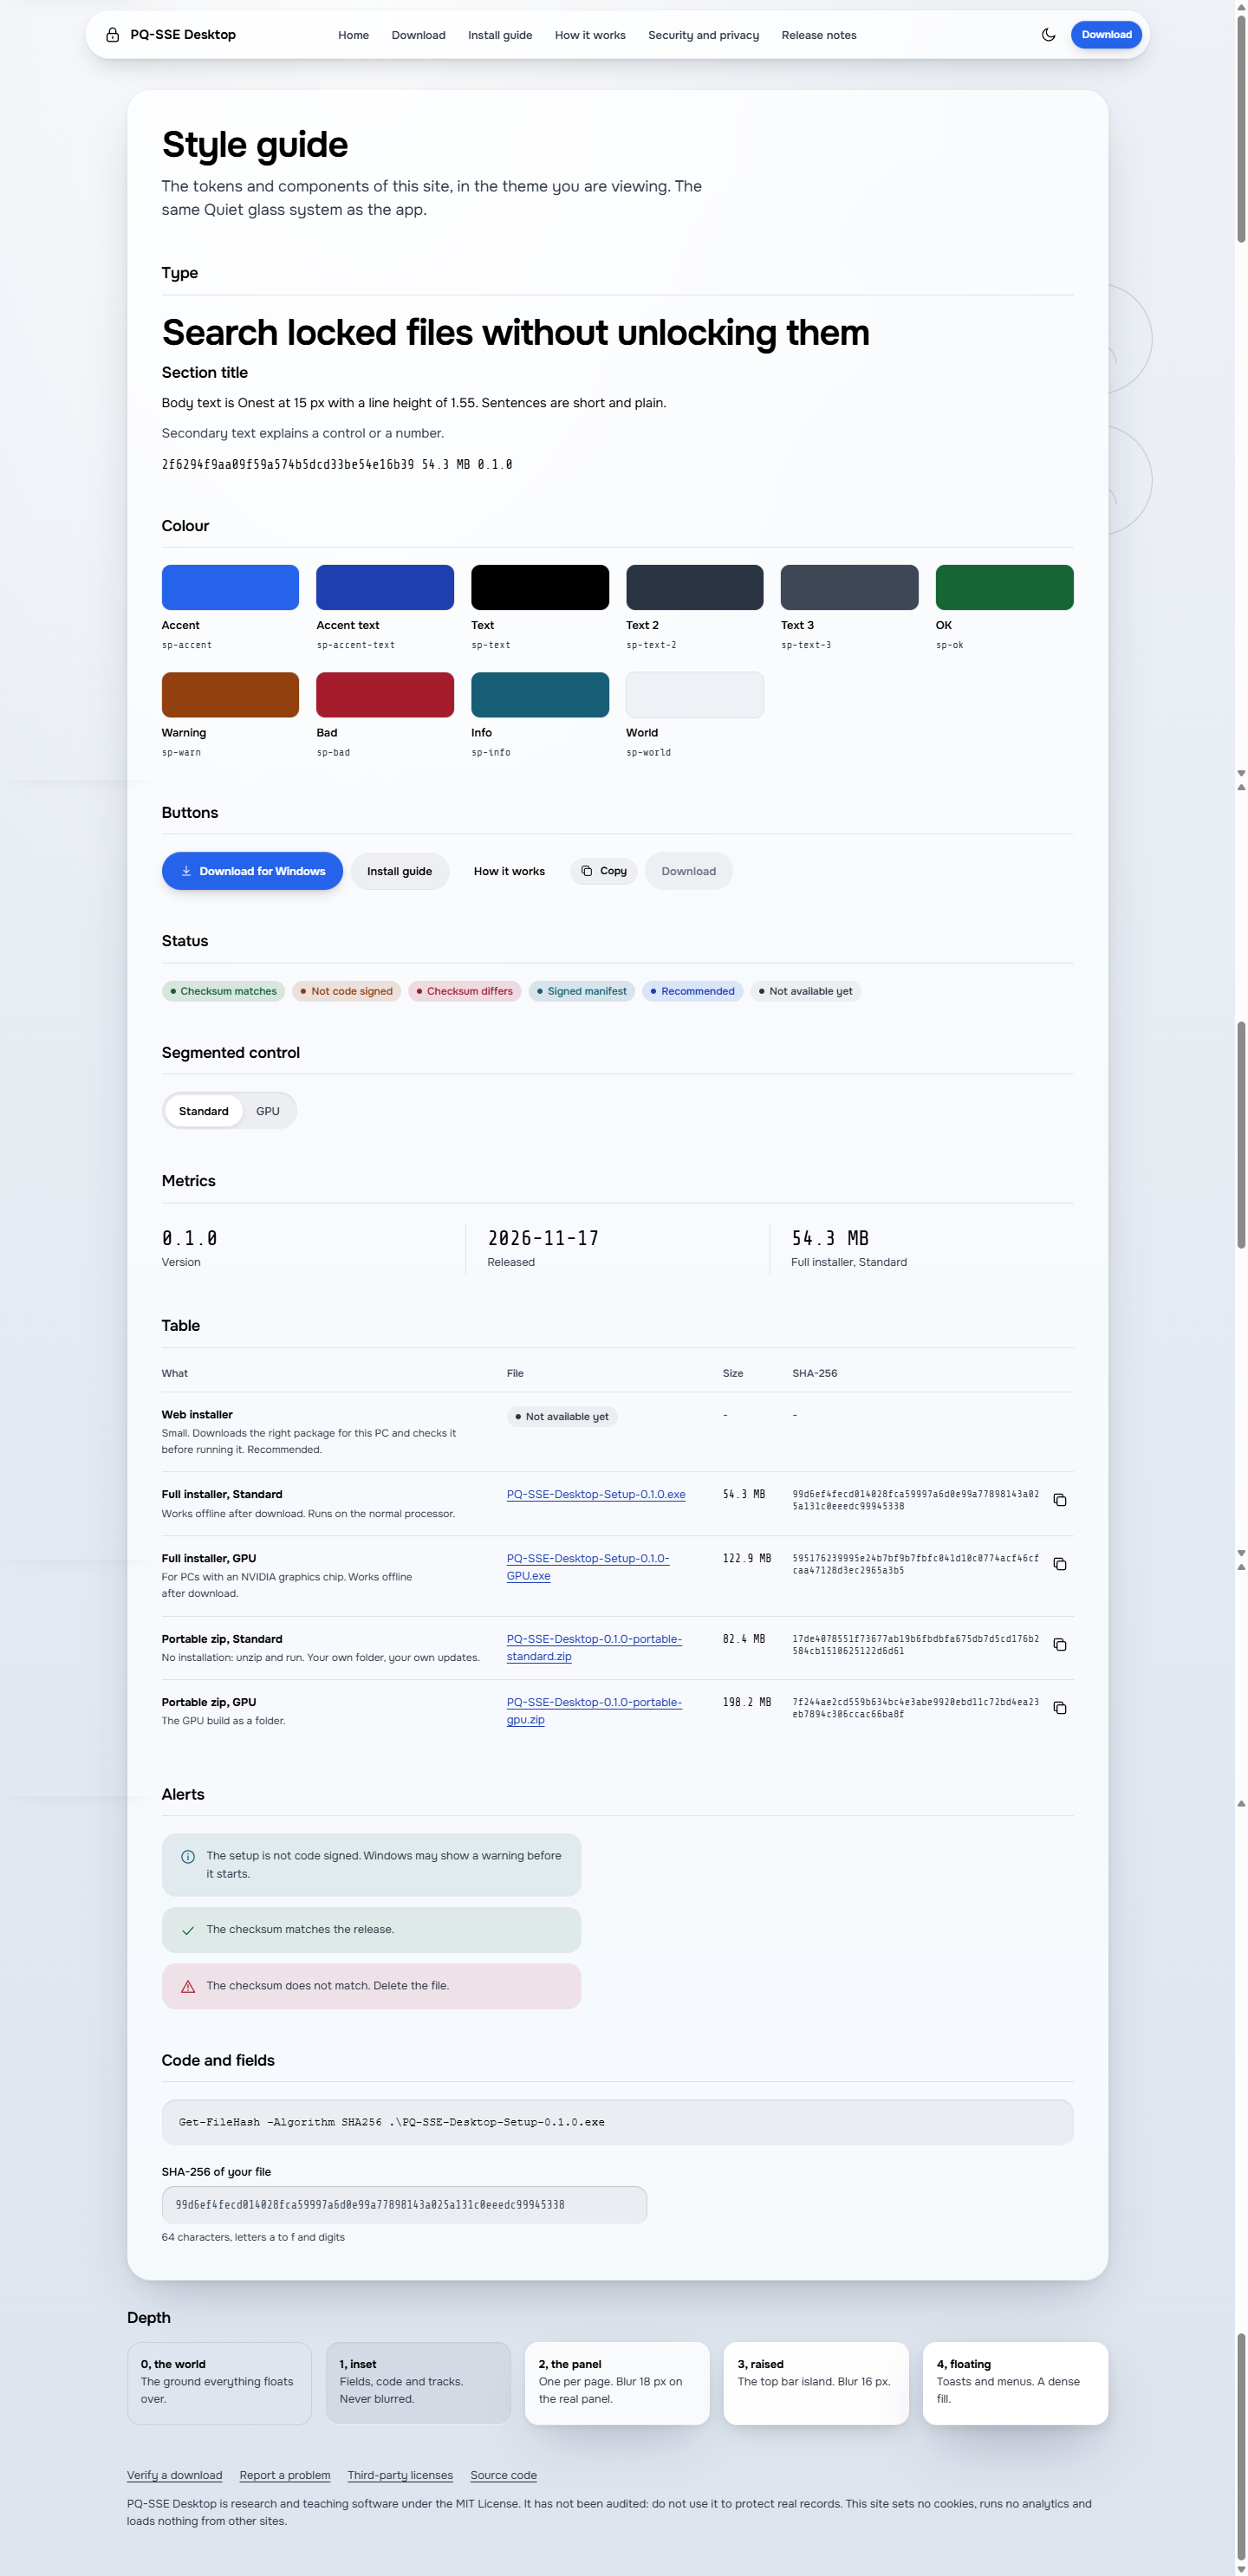 PQ-SSE Desktop
Home
Download
Install guide
How it works
Security and privacy
Release notes
Download
Style guide
The tokens and components of this site, in the theme you are viewing. The
same Quiet glass system as the app.
Type
Search locked files without unlocking them
Section title
Body text is Onest at 15 px with a line height of 1.55. Sentences are short and plain.
Secondary text explains a control or a number.
2f6294f9aa09f59a574b5dcd33be54e16b39 54.3 MB 0.1.0
Colour
Accent
Accent text
Text
Text 2
Text 3
OK
sp-accent
sp-accent-text
sp-text
sp-text-2
sp-text-3
sp-ok
Warning
Bad
Info
World
sp-warn
sp-bad
sp-info
sp-world
Buttons
Download for Windows
Install guide
How it works
Copy
Download
Status
Checksum matches
Not code signed
Checksum differs
Signed manifest
Recommended
Not available yet
Segmented control
Standard
GPU
Metrics
0.1.0
2026-11-17
54.3 MB
Version
Released
Full installer, Standard
Table
What
File
Size
SHA-256
Web installer
Small. Downloads the right package for this PC and checks it
before running it. Recommended.
Not available yet
-
-
Full installer, Standard
Works offline after download. Runs on the normal processor.
PQ-SSE-Desktop-Setup-0.1.0.exe
54.3 MB
99d6ef4fecd014028fca59997a6d0e99a77898143a02
5a131c0eeedc99945338
Full installer, GPU
For PCs with an NVIDIA graphics chip. Works offline
after download.
PQ-SSE-Desktop-Setup-0.1.0-
GPU.exe
122.9 MB
595176239995e24b7bf9b7fbfc041d10c0774acf46cf
caa47128d3ec2965a3b5
Portable zip, Standard
No installation: unzip and run. Your own folder, your own updates.
PQ-SSE-Desktop-0.1.0-portable-
standard.zip
82.4 MB
17de4078551f73677ab19b6fbdbfa675db7d5cd176b2
584cb1510625122d6d61
Portable zip, GPU
The GPU build as a folder.
PQ-SSE-Desktop-0.1.0-portable-
gpu.zip
198.2 MB
7f244ae2cd559b634bc4e3abe9920ebd11c72bd4ea23
eb7894c306ccac66ba8f
Alerts
The setup is not code signed. Windows may show a warning before
it starts.
The checksum matches the release.
The checksum does not match. Delete the file.
Code and fields
Get-FileHash -Algorithm SHA256 .\PQ-SSE-Desktop-Setup-0.1.0.exe
SHA-256 of your file
99d6ef4fecd014028fca59997a6d0e99a77898143a025a131c0eeedc99945338
64 characters, letters a to f and digits
Depth
0, the world
The ground everything floats
over.
1, inset
Fields, code and tracks.
Never blurred.
2, the panel
One per page. Blur 18 px on
the real panel.
3, raised
The top bar island. Blur 16 px.
4, floating
Toasts and menus. A dense
fill.
Verify a download
Report a problem
Third-party licenses
Source code
PQ-SSE Desktop is research and teaching software under the MIT License. It has not been audited: do not use it to protect real records. This site sets no cookies, runs no analytics and
loads nothing from other sites.